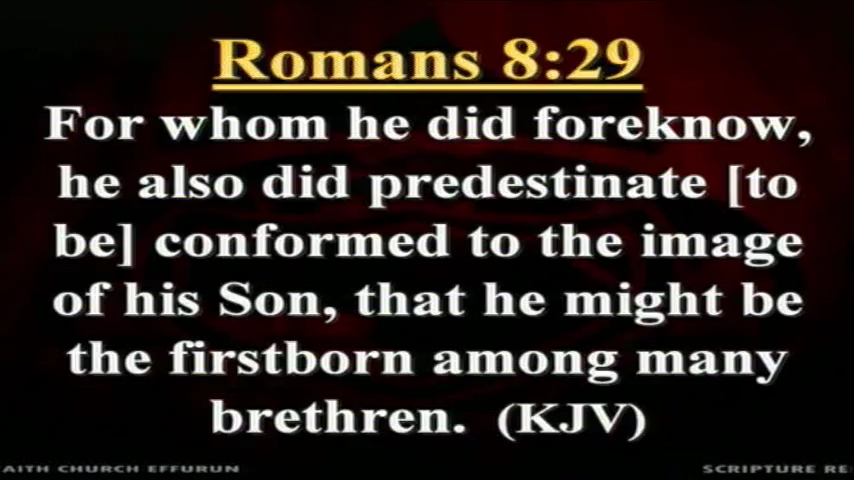 Romans 8:29
For whom he did foreknow,
he also did predestinate [to
be] conformed to the image
of his Son, that he might be
the firstborn among many
brethren. (KJV)
AITH CHURCH EFFURUN
SCRIPTURE RE